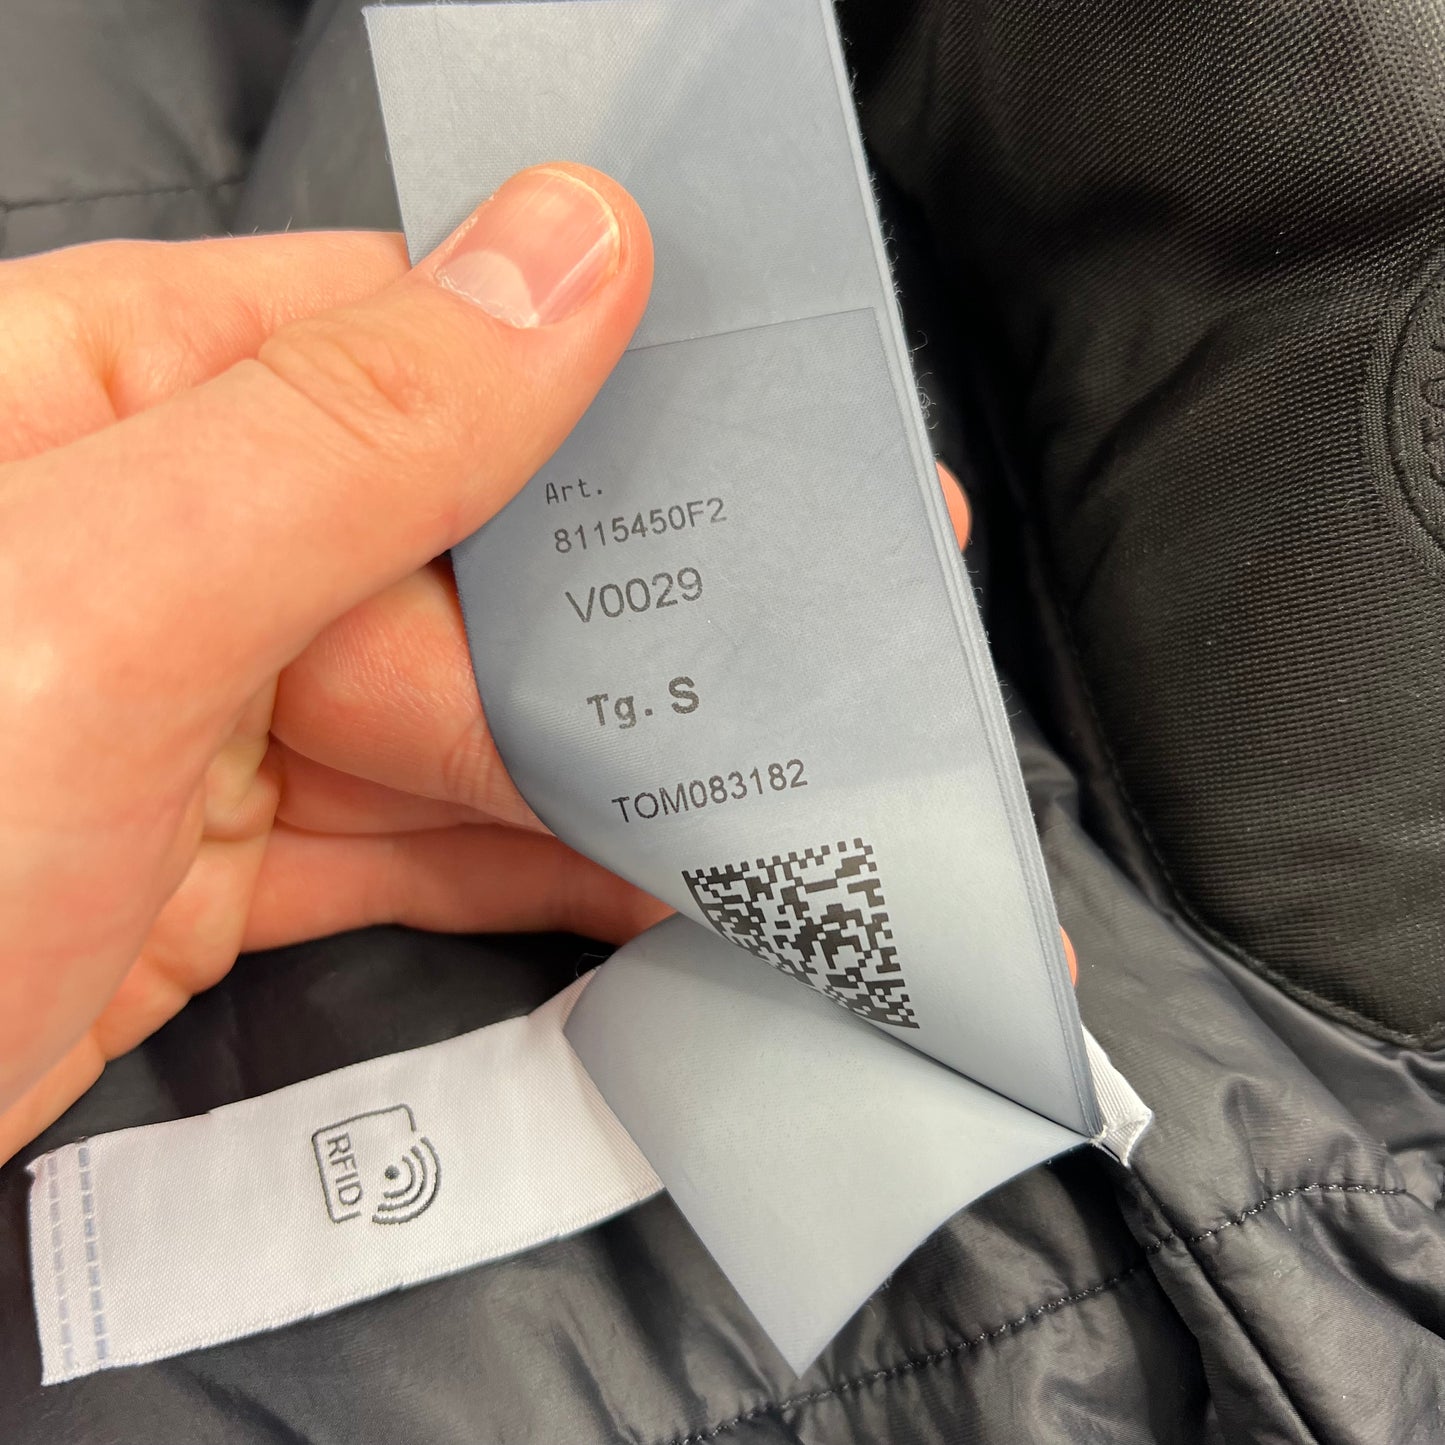 Art.
8115450F2
V0029
Tg. S
TOM083182
RFID